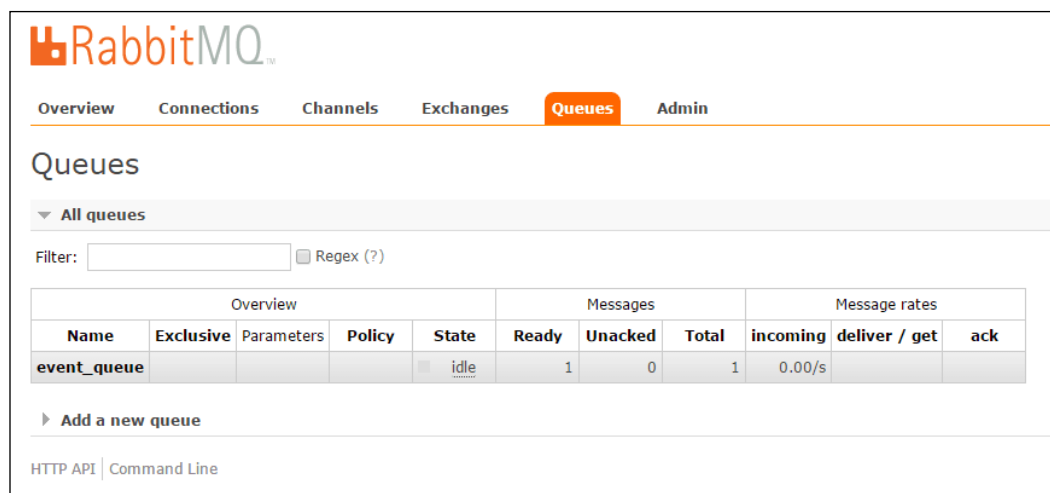 RabbitMQ TM
Overview Connections Channels Exchanges Queues Admin
Queues
All queues
Filter: Regex (?)
Overview Messages Message rates
Name Exclusive Parameters Policy State Ready Unacked Total incoming deliver / get ack
event_queue idle 1 0 1 0.00/s
Add a new queue
HTTP API Command Line